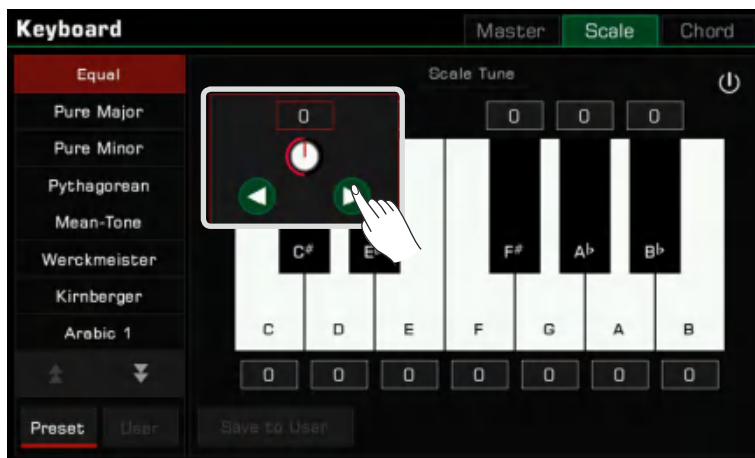 Keyboard
Master Scale Chord
Equal
Pure Major
Pure Minor
Pythagorean
Mean-Tone
Werckmeister
Kirnberger
Arabic 1
Preset User
Scale Tune
0
0 0 0
C# F# A♭ B♭
C D E F G A B
0 0 0 0 0 0 0
Save to User